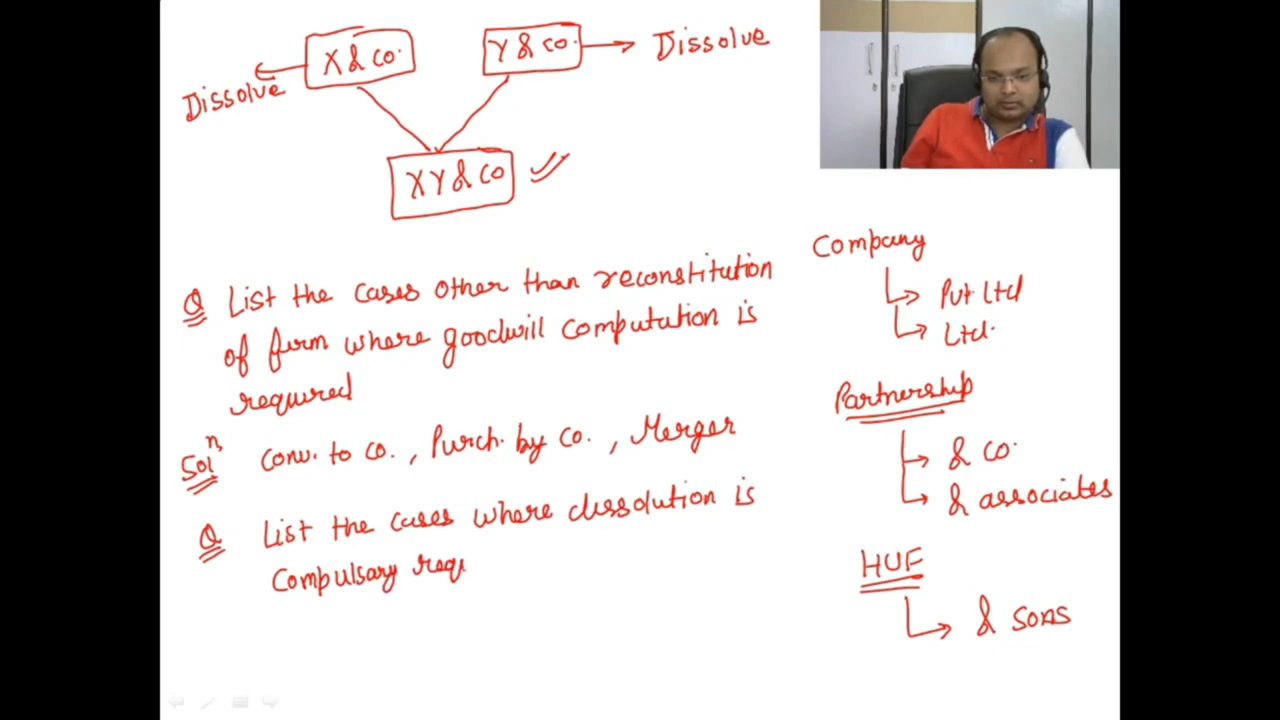 X & co.
Y & co.
Dissolve
Dissolve
XY & co
Q List the cases other than reconstitution
of firm where goodwill computation is
required
Solⁿ Conv. to co., Purch. by co., Merger
Q List the cases where dissolution is
Compulsary requ
Company
Pvt Ltd
Ltd.
Partnership
& co.
& associates
HUF
& sons